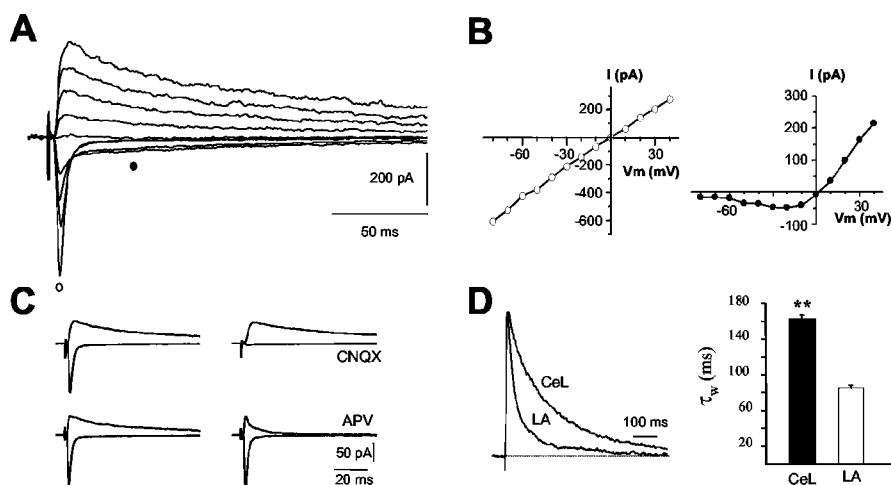 A
200 pA
50 ms
B
I (pA)
200
-60
-30
30
-200
Vm (mV)
-400
-600
I (pA)
300
200
100
-60
30
-100
Vm (mV)
C
CNQX
APV
50 pA
20 ms
D
CeL
LA
100 ms
τw (ms)
180
**
140
100
60
20
CeL
LA